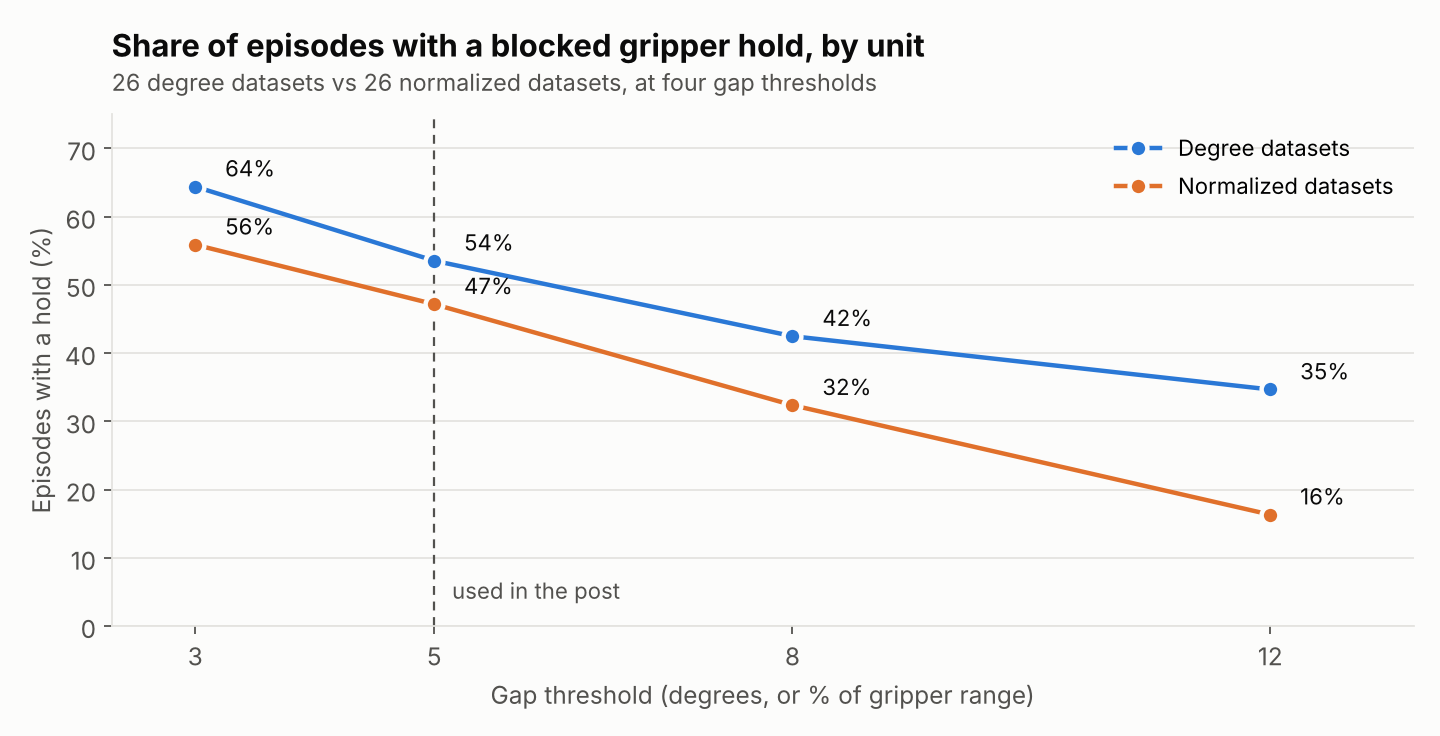 Share of episodes with a blocked gripper hold, by unit
26 degree datasets vs 26 normalized datasets, at four gap thresholds
Degree datasets
Normalized datasets
Episodes with a hold (%)
70
60
50
40
30
20
10
0
64%
56%
54%
47%
42%
32%
35%
16%
used in the post
3
5
8
12
Gap threshold (degrees, or % of gripper range)